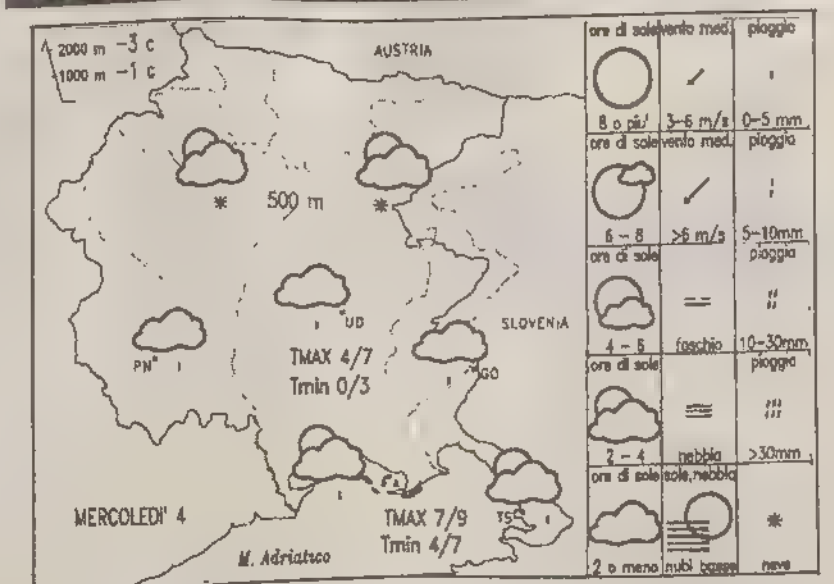 2000 m -3 c
1000 m -1 c
AUSTRIA
500 m
UD
SLOVENIA
PN
TMAX 4/7
Tmin 0/3
GO
MERCOLEDI' 4
TMAX 7/9
Tmin 4/7
TS
M. Adriatico
ore di sole vento med. pioggia
8 o piu' 3-6 m/s 0-5 mm
ore di sole vento med. pioggia
6 - 8 >6 m/s 5-10mm
ore di sole pioggia
4 - 6 foschia 10-30mm
ore di sole pioggia
2 - 4 nebbia >30mm
ore di sole sole, nebbia
2 o meno nubi basse neve